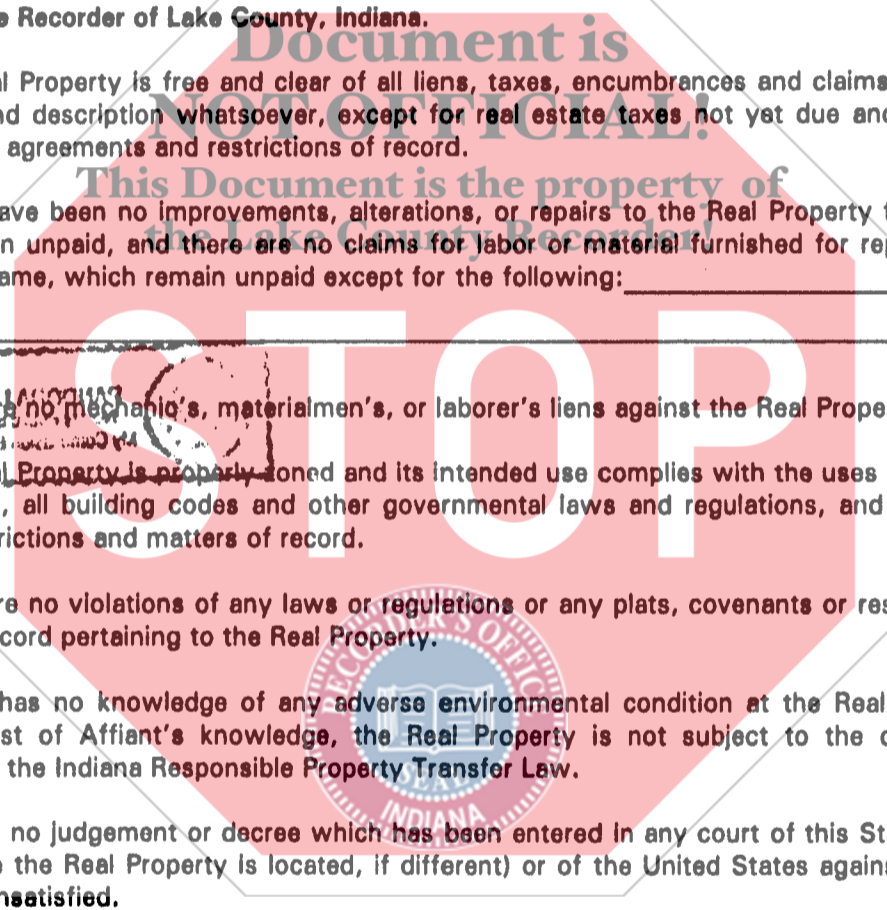 e Recorder of Lake County, Indiana.
Document is
l Property is free and clear of all liens, taxes, encumbrances and claims
nd description whatsoever, except for real estate taxes not yet due and
NOT OFFICIAL!
agreements and restrictions of record.
This Document is the property of
ave been no improvements, alterations, or repairs to the Real Property
the Lake County Recorder!
n unpaid, and there are no claims for labor or material furnished for rep
ame, which remain unpaid except for the following:
STOP
e no mechanic's, materialmen's, or laborer's liens against the Real Prope
l Property is properly zoned and its intended use complies with the uses
, all building codes and other governmental laws and regulations, and
rictions and matters of record.
re no violations of any laws or regulations or any plats, covenants or res
cord pertaining to the Real Property.
RECORDER'S OFFICE
has no knowledge of any adverse environmental condition at the Real
st of Affiant's knowledge, the Real Property is not subject to the
the Indiana Responsible Property Transfer Law.
SEAL
INDIANA
no judgement or decree which has been entered in any court of this St
the Real Property is located, if different) or of the United States agains
nsatisfied.